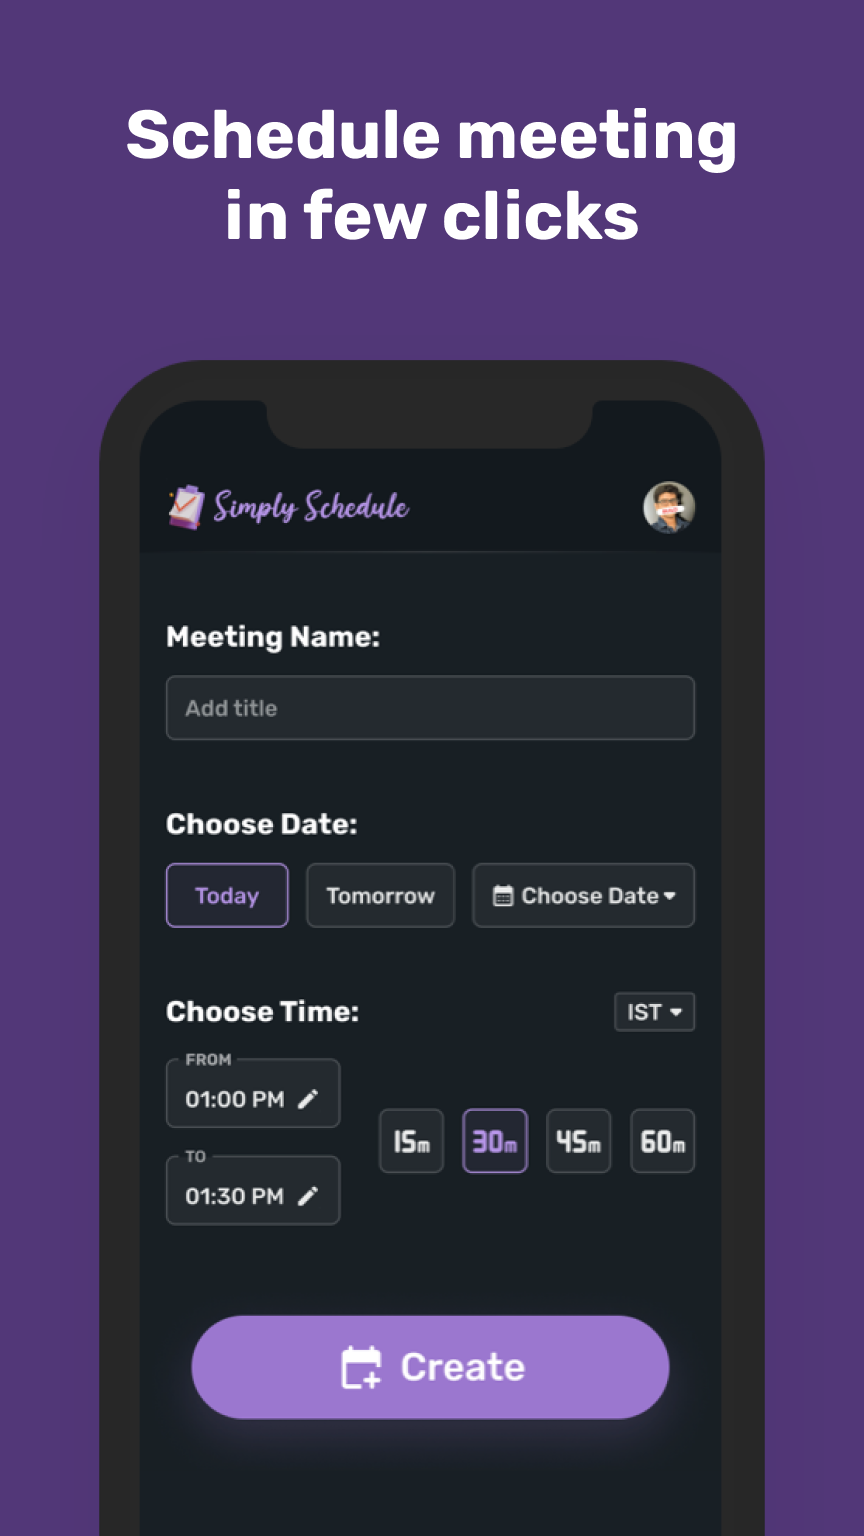 Schedule meeting
in few clicks
Simply Schedule
Meeting Name:
Add title
Choose Date:
Today
Tomorrow
Choose Date
Choose Time:
IST
FROM
01:00 PM
15m
30m
45m
60m
TO
01:30 PM
Create